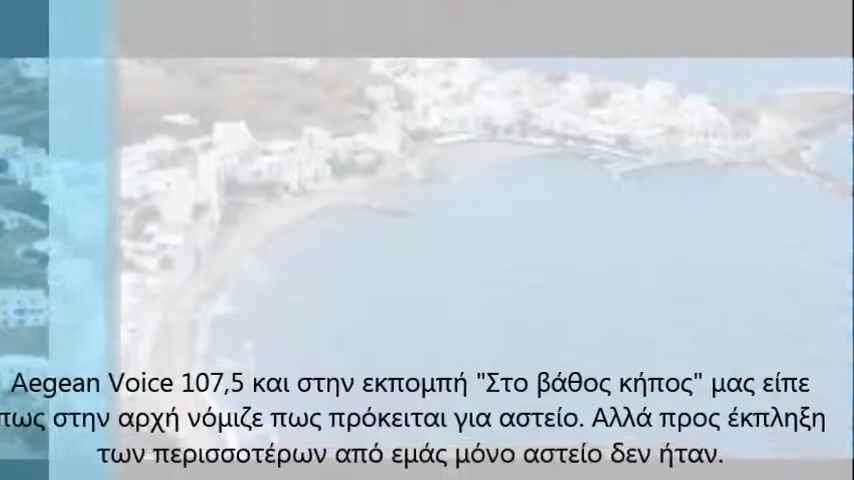 Aegean Voice 107,5 και στην εκπομπή "Στο βάθος κήπος" μας είπε
πως στην αρχή νόμιζε πως πρόκειται για αστείο. Αλλά προς έκπληξη
των περισσοτέρων από εμάς μόνο αστείο δεν ήταν.